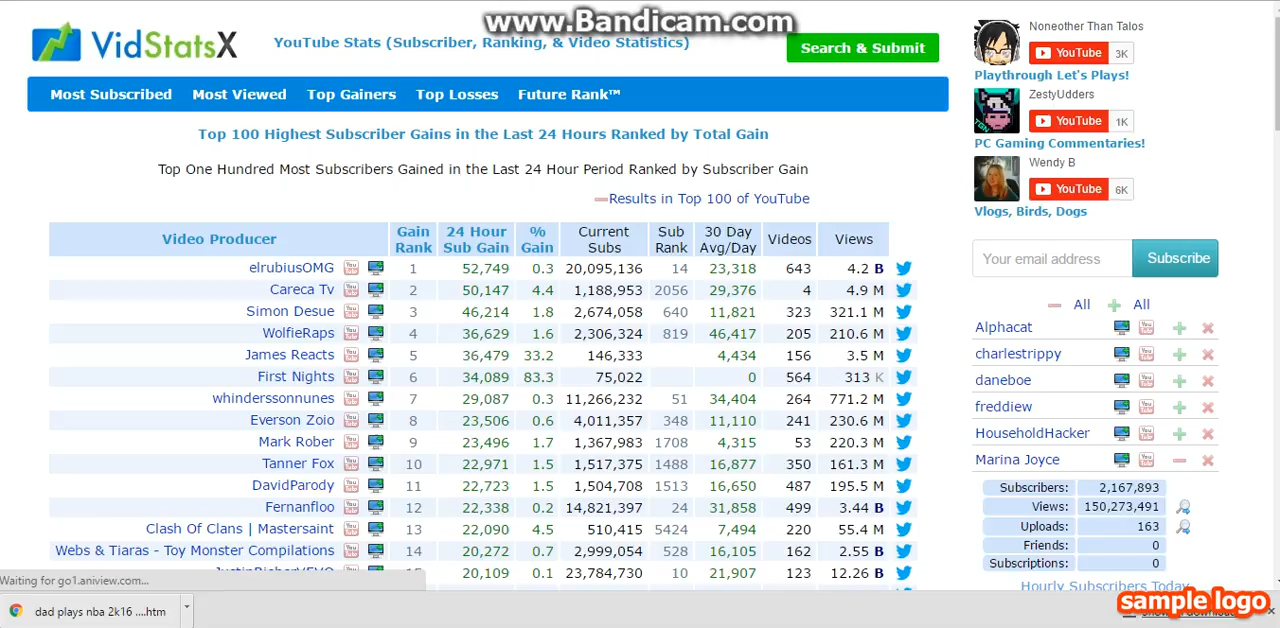 www.Bandicam.com
VidStatsX
YouTube Stats (Subscriber, Ranking, & Video Statistics)
Search & Submit
Most Subscribed Most Viewed Top Gainers Top Losses Future Rank™
Top 100 Highest Subscriber Gains in the Last 24 Hours Ranked by Total Gain
Top One Hundred Most Subscribers Gained in the Last 24 Hour Period Ranked by Subscriber Gain
Results in Top 100 of YouTube
Video Producer Gain Rank 24 Hour Sub Gain % Gain Current Subs Sub Rank 30 Day Avg/Day Videos Views
elrubiusOMG 1 52,749 0.3 20,095,136 14 23,318 643 4.2 B
Careca Tv 2 50,147 4.4 1,188,953 2056 29,376 4 4.9 M
Simon Desue 3 46,214 1.8 2,674,058 640 11,821 323 321.1 M
WolfieRaps 4 36,629 1.6 2,306,324 819 46,417 205 210.6 M
James Reacts 5 36,479 33.2 146,333 4,434 156 3.5 M
First Nights 6 34,089 83.3 75,022 0 564 313 K
whinderssonnunes 7 29,087 0.3 11,266,232 51 34,404 264 771.2 M
Everson Zoio 8 23,506 0.6 4,011,357 348 11,110 241 230.6 M
Mark Rober 9 23,496 1.7 1,367,983 1708 4,315 53 220.3 M
Tanner Fox 10 22,971 1.5 1,517,375 1488 16,877 350 161.3 M
DavidParody 11 22,723 1.5 1,504,708 1513 16,650 487 195.5 M
Fernanfloo 12 22,338 0.2 14,821,397 24 31,858 499 3.44 B
Clash Of Clans | Mastersaint 13 22,090 4.5 510,415 5424 7,494 220 55.4 M
Webs & Tiaras - Toy Monster Compilations 14 20,272 0.7 2,999,054 528 16,105 162 2.55 B
JustinBieberVEVO 15 20,109 0.1 23,784,730 10 21,907 123 12.26 B
Noneother Than Talos
YouTube 3K
Playthrough Let's Plays!
ZestyUdders
YouTube 1K
PC Gaming Commentaries!
Wendy B
YouTube 6K
Vlogs, Birds, Dogs
Your email address Subscribe
All All
Alphacat
charlestrippy
daneboe
freddiew
HouseholdHacker
Marina Joyce
Subscribers: 2,167,893
Views: 150,273,491
Uploads: 163
Friends: 0
Subscriptions: 0
Hourly Subscribers Today
Waiting for go1.aniview.com...
dad plays nba 2k16 ....htm
sample logo